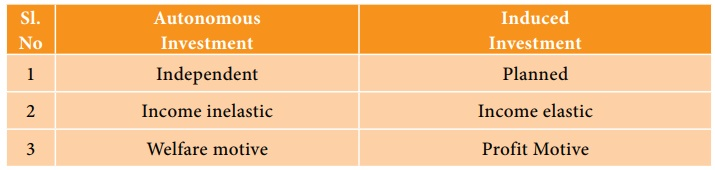 Sl. No Autonomous Investment Induced Investment
1 Independent Planned
2 Income inelastic Income elastic
3 Welfare motive Profit Motive